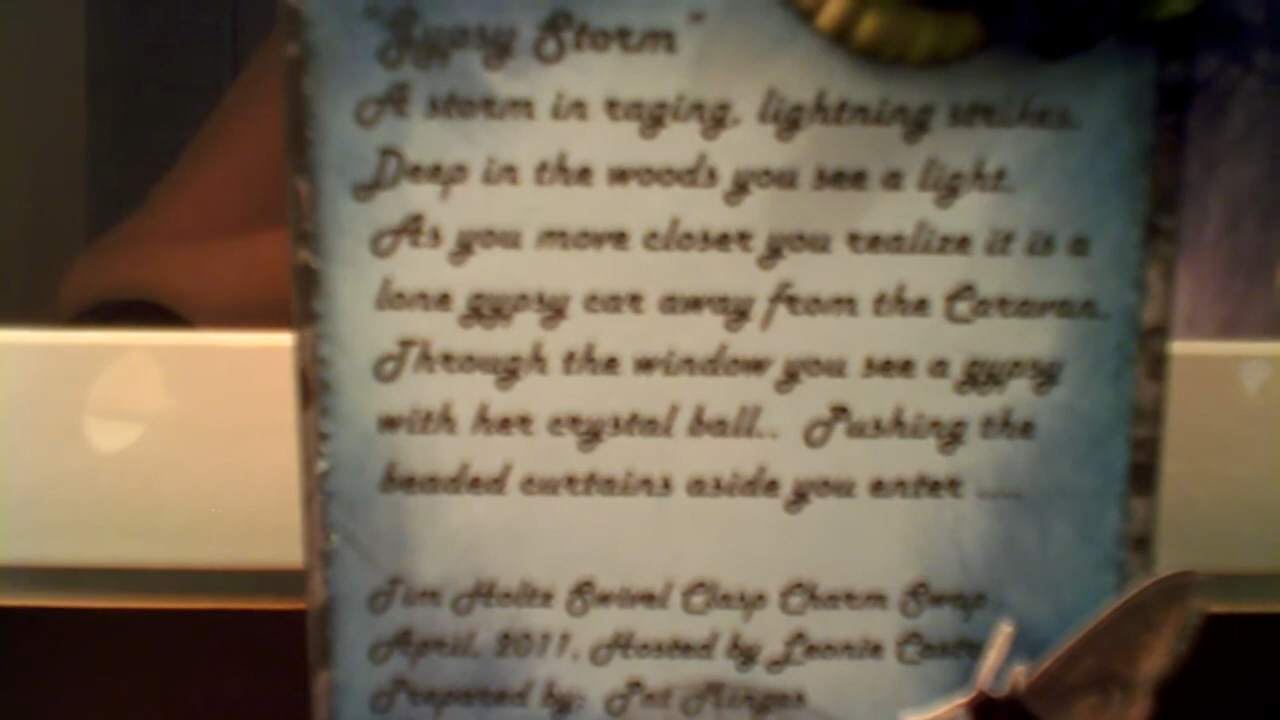 "Gypsy Storm"
A storm in raging, lightning strikes.
Deep in the woods you see a light.
As you move closer you realize it is a
lone gypsy car away from the Caravan.
Through the window you see a gypsy
with her crystal ball.. Pushing the
beaded curtains aside you enter ....
Tim Holtz Swivel Clasp Charm Swap
April, 2011, Hosted by Leonie
Prepared by: Pat